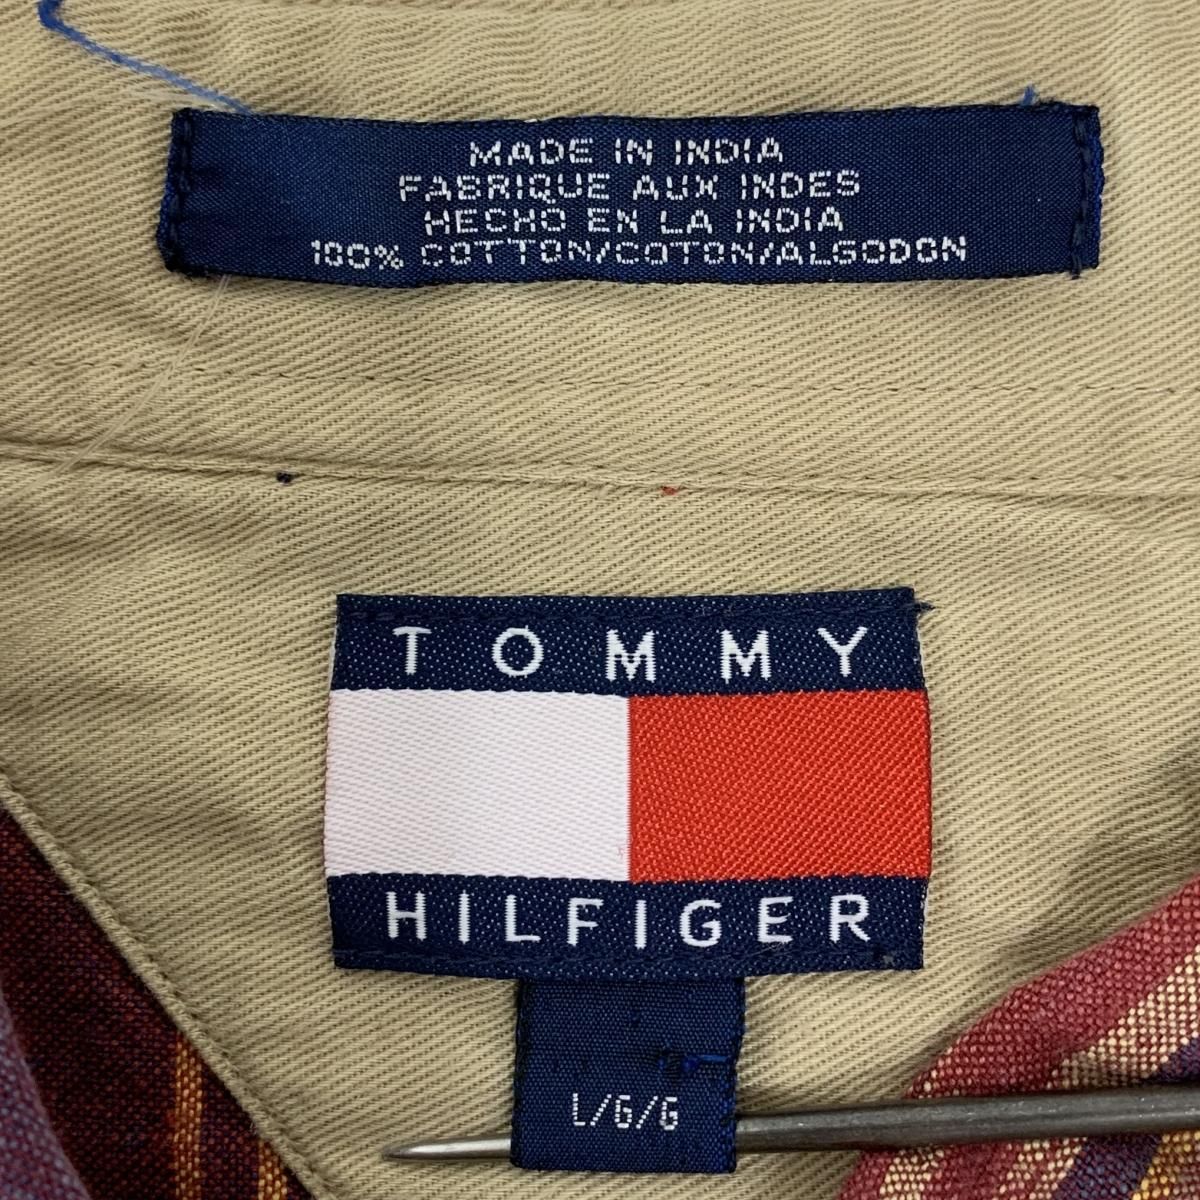 MADE IN INDIA
FABRIQUE AUX INDES
HECHO EN LA INDIA
100% COTTON/COTON/ALGODON
TOMMY
HILFIGER
L/G/G